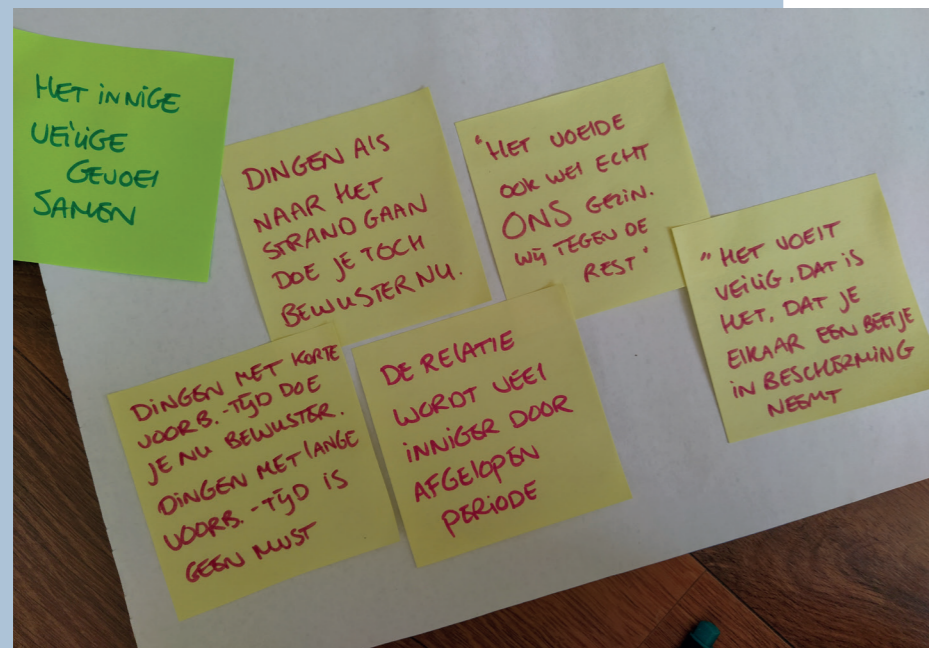 HET INNIGE
VEILIGE
GEVOEL
SAMEN
DINGEN ALS
NAAR HET
STRAND GAAN
DOE JE TOCH
BEWUSTER NU.
"HET VOELDE
OOK WEL ECHT
ONS GEZIN.
WIJ TEGEN DE
REST"
"HET VOELT
VEILIG, DAT IS
HET, DAT JE
ELKAAR EEN BEETJE
IN BESCHERMING
NEEMT
DINGEN MET KORTE
VOORB.-TIJD DOE
JE NU BEWUSTER.
DINGEN MET LANGE
VOORB.-TIJD IS
GEEN MUST
DE RELATIE
WORDT VEEL
INNIGER DOOR
AFGELOPEN
PERIODE